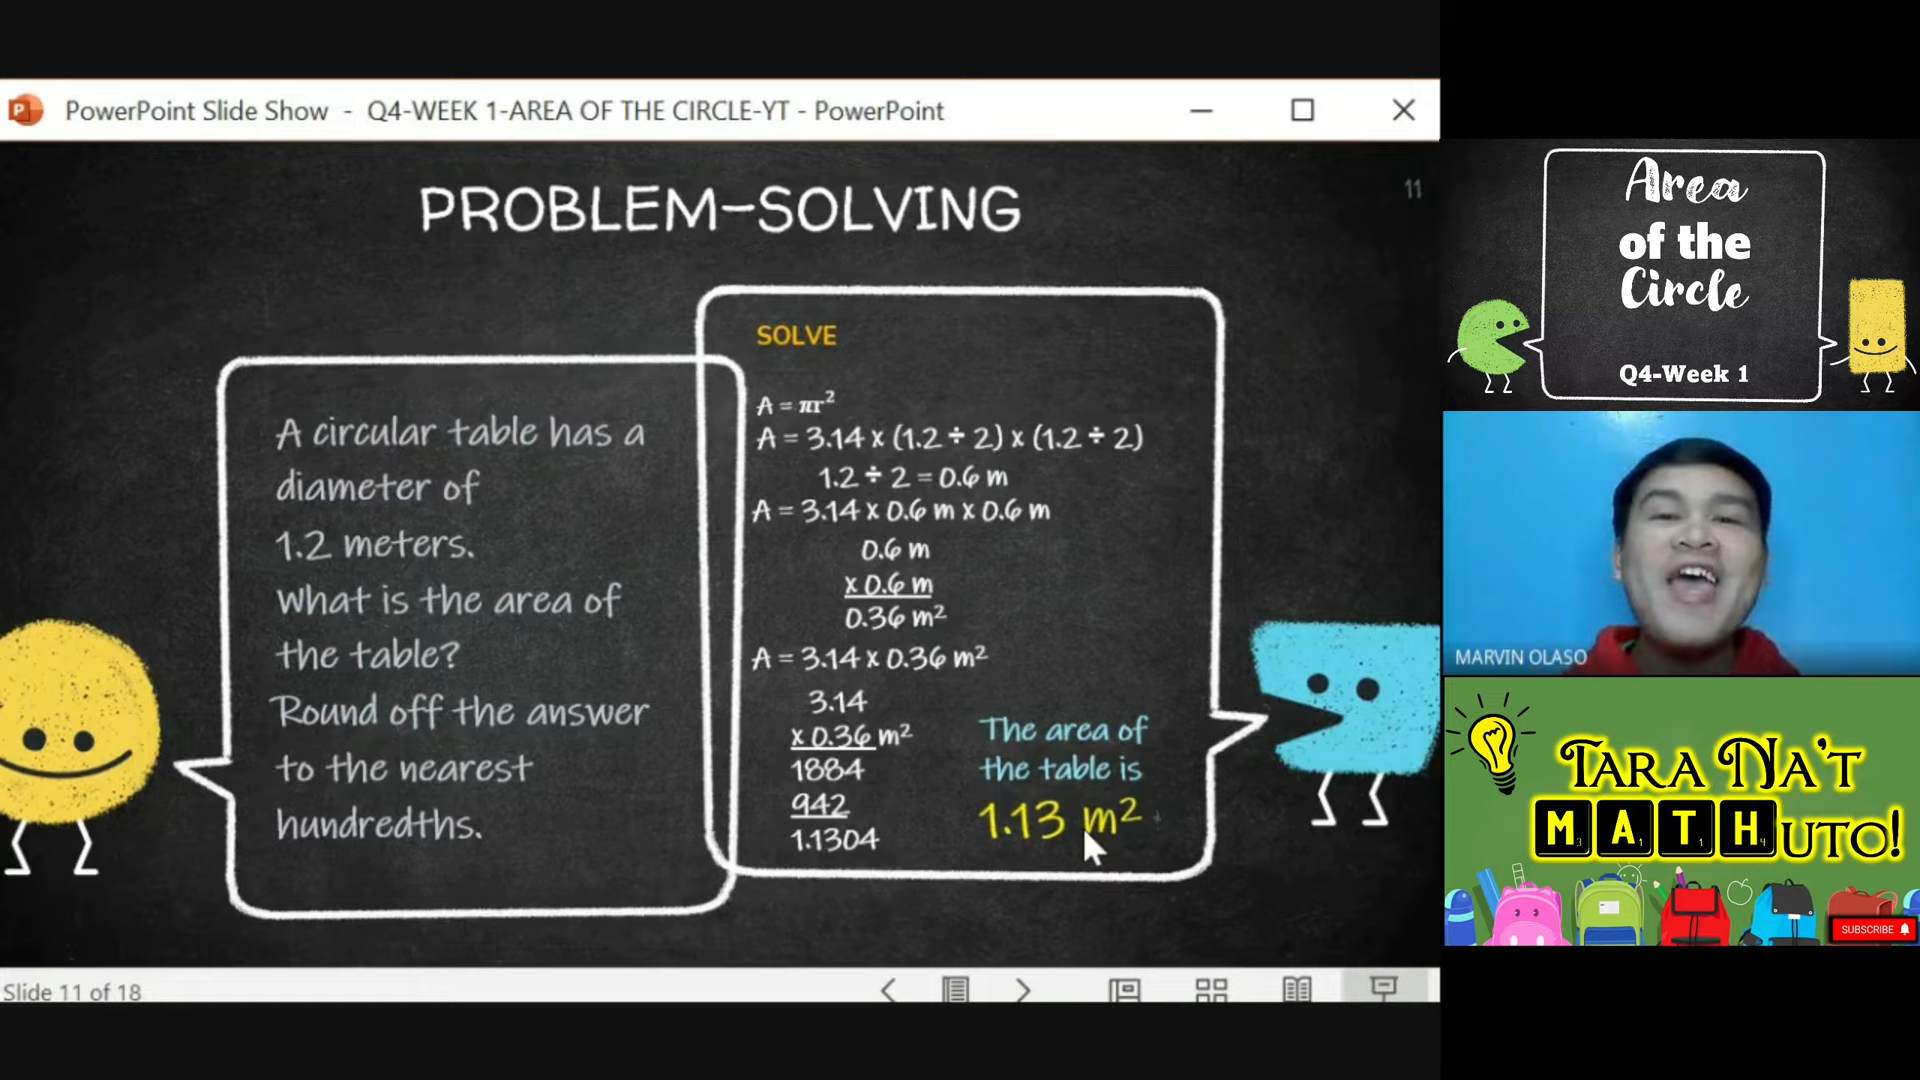 PowerPoint Slide Show - Q4-WEEK 1-AREA OF THE CIRCLE-YT - PowerPoint
PROBLEM-SOLVING
11
A circular table has a
diameter of
1.2 meters.
What is the area of
the table?
Round off the answer
to the nearest
hundredths.
SOLVE
A = πr²
A = 3.14 x (1.2 ÷ 2) x (1.2 ÷ 2)
1.2 ÷ 2 = 0.6 m
A = 3.14 x 0.6 m x 0.6 m
0.6 m
x 0.6 m
0.36 m²
A = 3.14 x 0.36 m²
3.14
x 0.36 m²
1884
942
1.1304
The area of
the table is
1.13 m²
Slide 11 of 18
Area
of the
Circle
Q4-Week 1
MARVIN OLASO
TARA NA'T
MATHUTO!
SUBSCRIBE